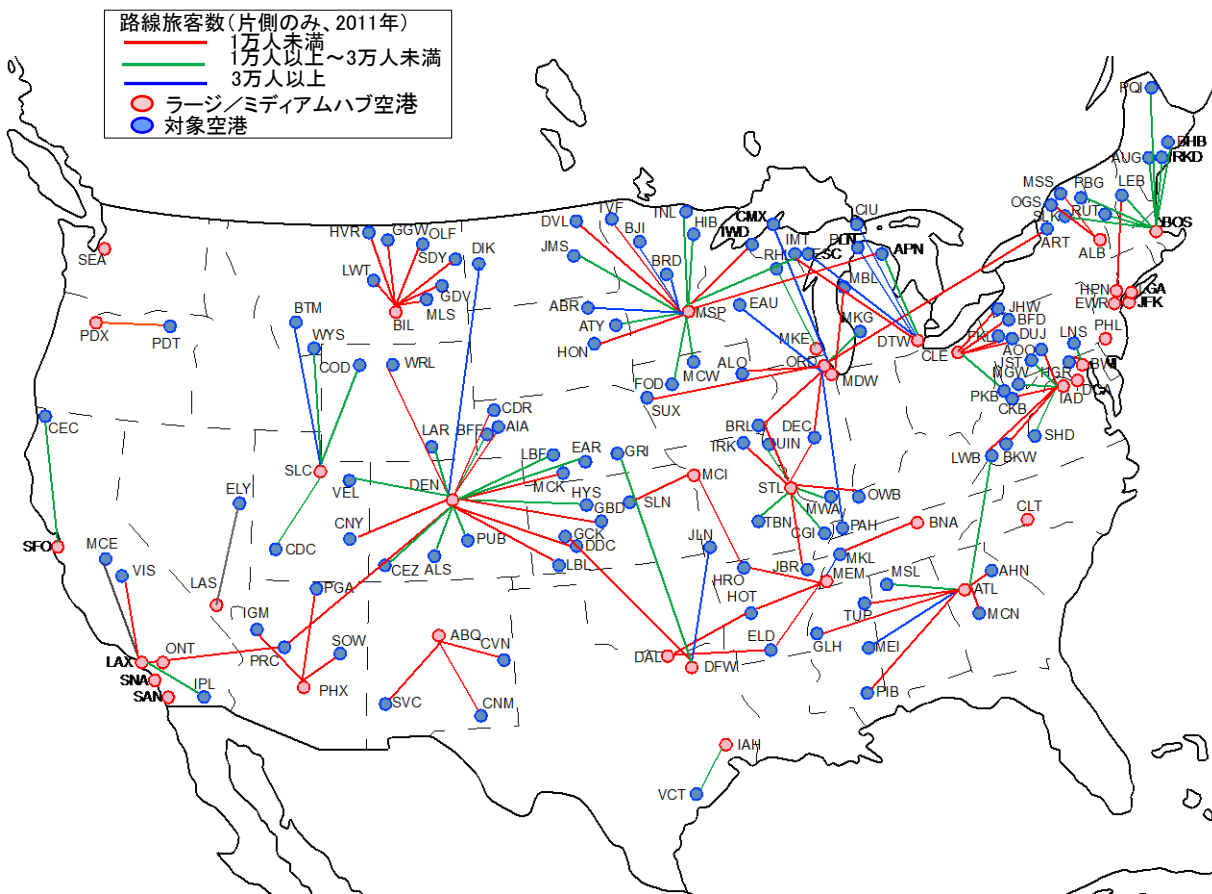 路線旅客数(片側のみ、2011年)
1万人未満
1万人以上～3万人未満
3万人以上
ラージ／ミディアムハブ空港
対象空港
PQI
BHB
AUG
RKD
MSS
PBG
LEB
OGS
SLK
RUT
BOS
ART
ALB
HVR
GGW
OLF
DIK
SDY
LWT
GDV
MLS
BIL
DVL
TVF
INL
HIB
BJI
JMS
BRD
CMX
IWD
CIU
IMT
PLN
RHI
ESC
APN
MBL
SEA
PDX
PDT
BTM
WYS
COD
WRL
ABR
ATY
HON
MSP
EAU
MKG
MKE
ORD
MDW
DTW
CLE
JHW
BFD
FKL
DUJ
LNS
HPN
LGA
EWR
JFK
PHL
AOO
JST
HGR
BWI
MGW
DCA
IAD
PKB
CKB
SHD
LWB
BKW
FOD
MCW
ALO
SUX
CEC
SLC
VEL
ELY
LAR
BFF
CDR
AIA
DEN
LBF
EAR
GRI
MCK
HYS
GBD
SLN
GCK
DDC
LBL
MCI
BRL
DEC
IRK
UIN
STL
OWB
MWA
TBN
CGI
PAH
BNA
CLT
MKL
JBR
MEM
MSL
ATL
AHN
MCN
TUP
GLH
MEI
PIB
SFO
MCE
VIS
LAS
CNY
CDC
CEZ
ALS
PUB
PGA
IGM
LAX
ONT
SNA
SAN
IPL
PRC
SOW
PHX
ABQ
CVN
SVC
CNM
JLN
HRO
HOT
ELD
DAL
DFW
IAH
VCT